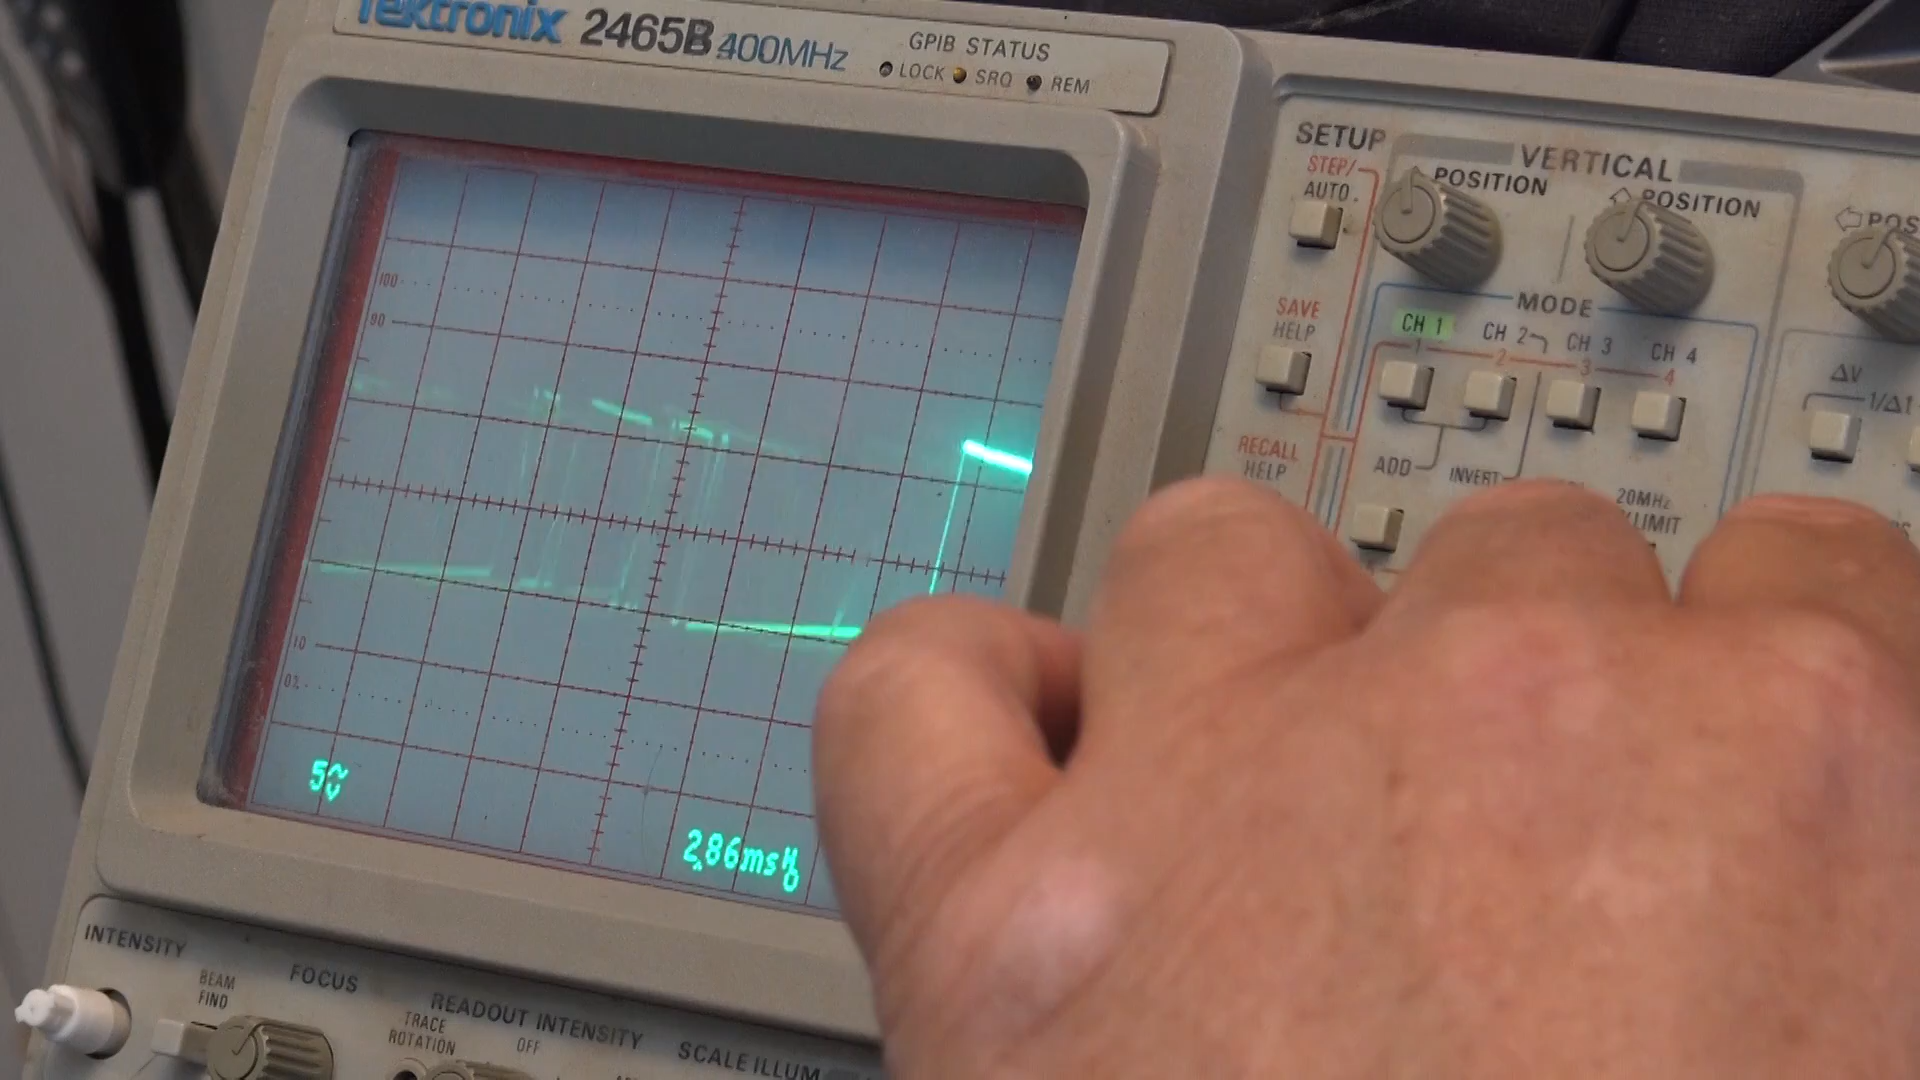 Tektronix 2465B 400MHz
GPIB STATUS
LOCK SRQ REM
SETUP
STEP/
AUTO
VERTICAL
POSITION
POSITION
MODE
CH 1 CH 2 CH 3 CH 4
1 2 3 4
SAVE
HELP
RECALL
HELP
ADD
INVERT
20MHz
ΔV
1/Δt
100
90
10
0%
5V
2.86ms
INTENSITY
BEAM
FIND
FOCUS
READOUT INTENSITY
TRACE
ROTATION
OFF
SCALE ILLUM